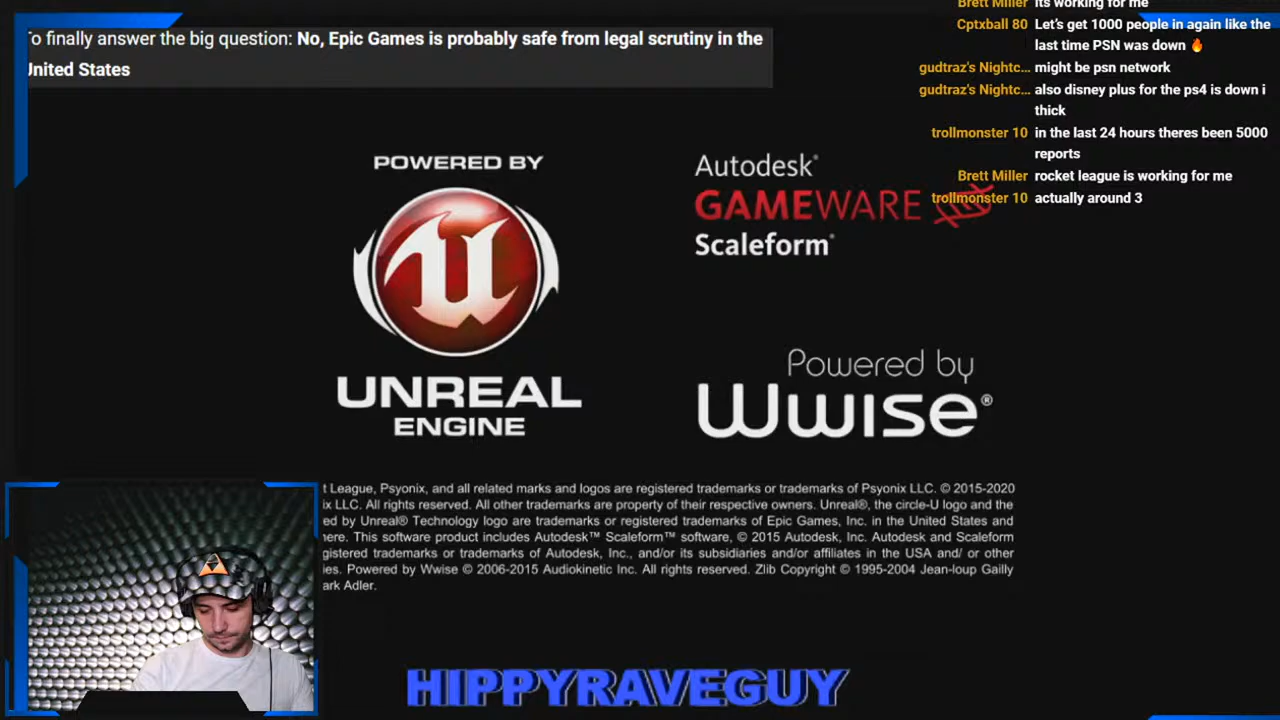 To finally answer the big question: No, Epic Games is probably safe from legal scrutiny in the
United States
Brett Miller its working for me
Cptxball 80 Let's get 1000 people in again like the
last time PSN was down 🔥
gudtraz's Nightc... might be psn network
gudtraz's Nightc... also disney plus for the ps4 is down i
thick
trollmonster 10 in the last 24 hours theres been 5000
reports
Brett Miller rocket league is working for me
trollmonster 10 actually around 3
POWERED BY
UNREAL
ENGINE
Autodesk®
GAMEWARE
Scaleform®
Powered by
Wwise®
t League, Psyonix, and all related marks and logos are registered trademarks or trademarks of Psyonix LLC. © 2015-2020
ix LLC. All rights reserved. All other trademarks are property of their respective owners. Unreal®, the circle-U logo and the
ed by Unreal® Technology logo are trademarks or registered trademarks of Epic Games, Inc. in the United States and
here. This software product includes Autodesk™ Scaleform™ software, © 2015 Autodesk, Inc. Autodesk and Scaleform
gistered trademarks or trademarks of Autodesk, Inc., and/or its subsidiaries and/or affiliates in the USA and/ or other
ies. Powered by Wwise © 2006-2015 Audiokinetic Inc. All rights reserved. Zlib Copyright © 1995-2004 Jean-loup Gailly
ark Adler.
HIPPYRAVEGUY